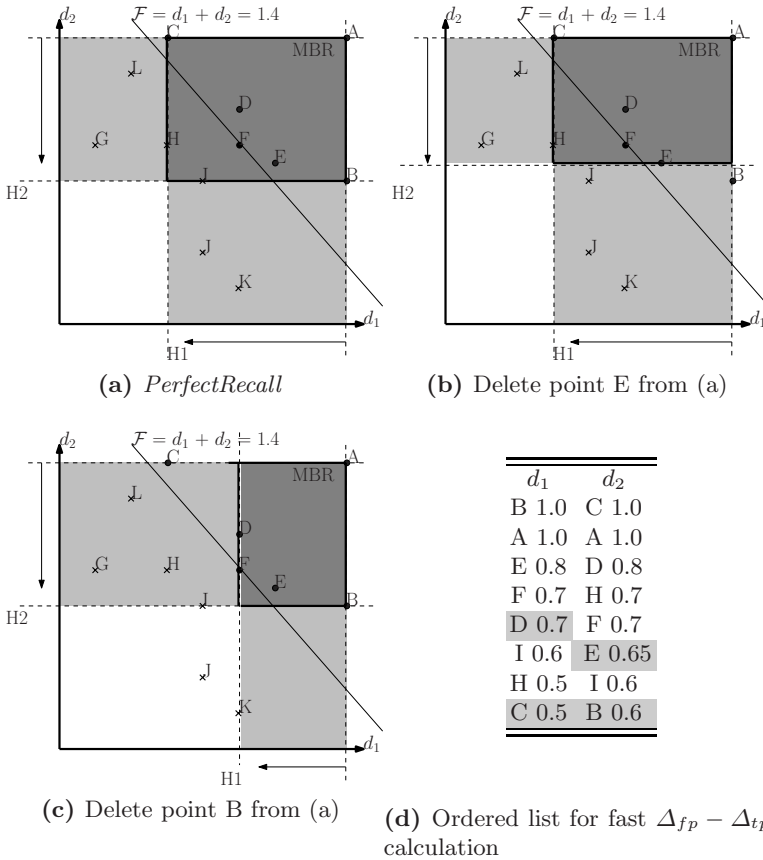 d₂ F = d₁ + d₂ = 1.4
C A
MBR
L
D
G H F
E
J B
H2
J
K
d₁
H1
(a) PerfectRecall
d₂ F = d₁ + d₂ = 1.4
C A
MBR
L
D
G H F
E
I B
H2
J
K
d₁
H1
(b) Delete point E from (a)
d₂ F = d₁ + d₂ = 1.4
C A
MBR
L
D
G H F
E
I B
H2
J
K
d₁
H1
(c) Delete point B from (a)
d₁ d₂
B 1.0 C 1.0
A 1.0 A 1.0
E 0.8 D 0.8
F 0.7 H 0.7
D 0.7 F 0.7
I 0.6 E 0.65
H 0.5 I 0.6
C 0.5 B 0.6
(d) Ordered list for fast Δfp − Δtp
calculation